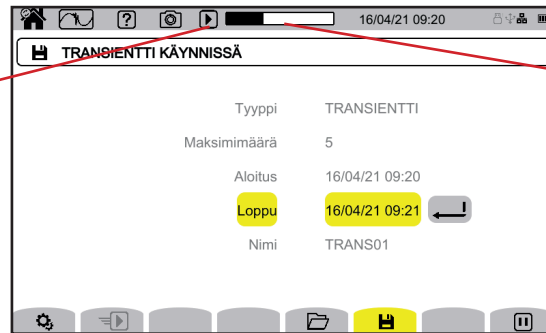 16/04/21 09:20
TRANSIENTTI KÄYNNISSÄ
Tyyppi TRANSIENTTI
Maksimimäärä 5
Aloitus 16/04/21 09:20
Loppu 16/04/21 09:21
Nimi TRANS01